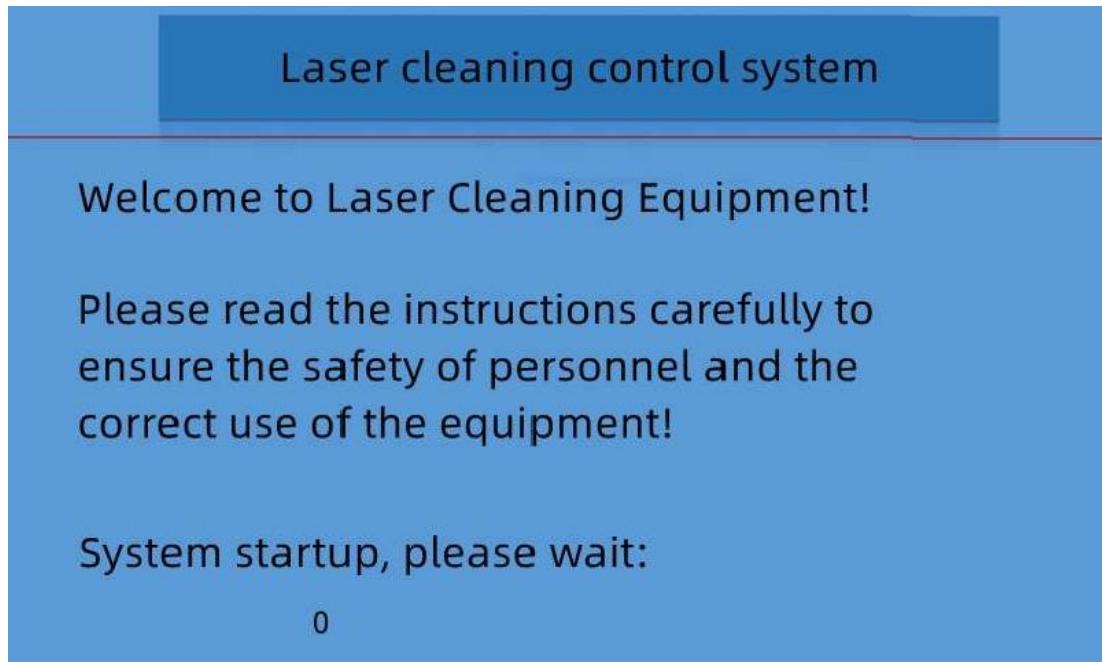 Laser cleaning control system
Welcome to Laser Cleaning Equipment!
Please read the instructions carefully to
ensure the safety of personnel and the
correct use of the equipment!
System startup, please wait:
0